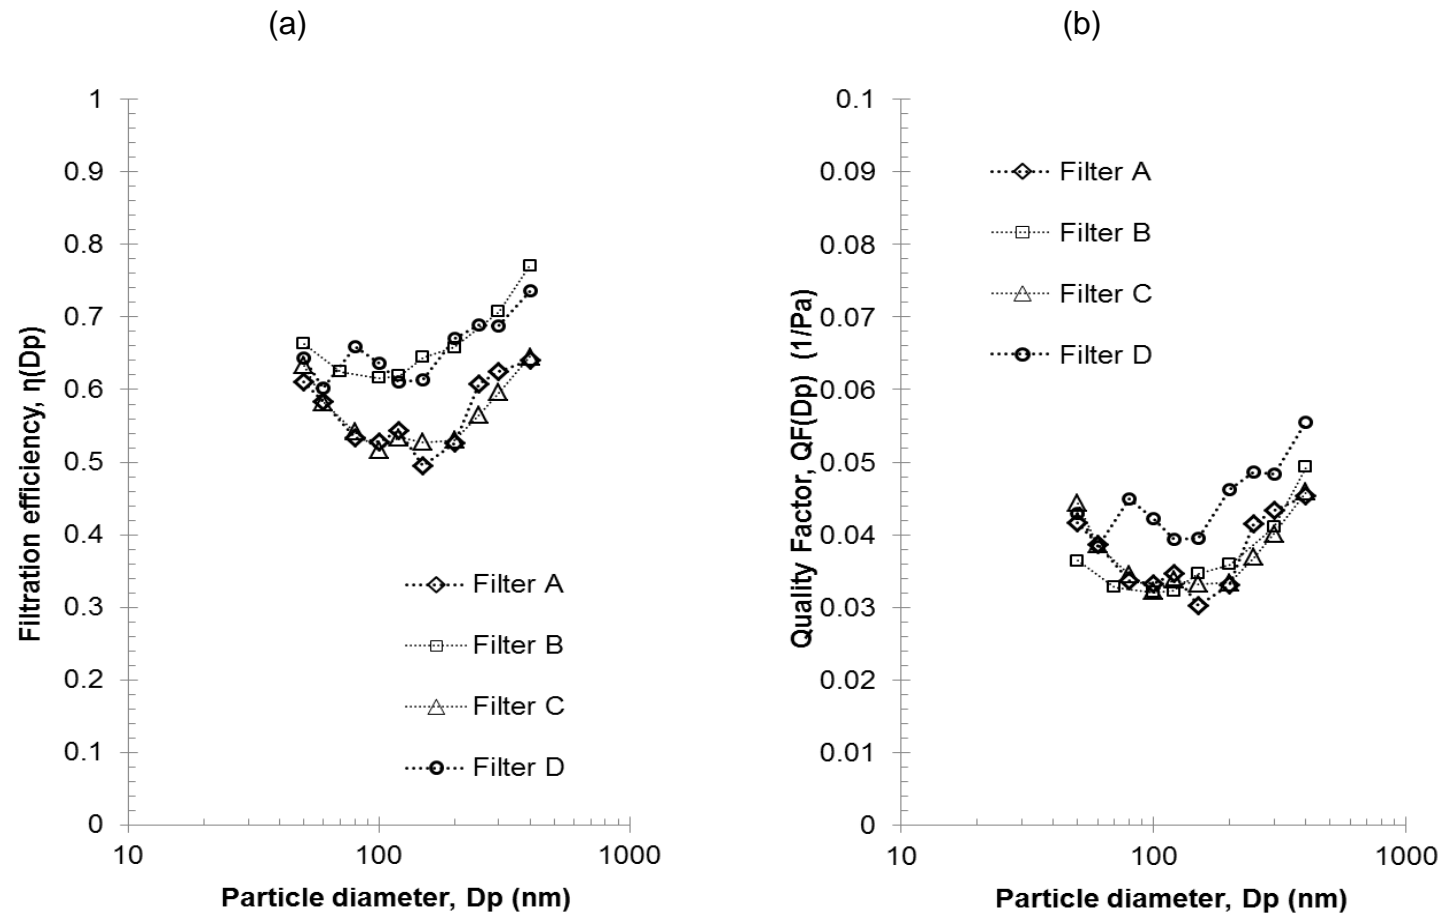 (a)
(b)
Filtration efficiency, η(Dp)
1
0.9
0.8
0.7
0.6
0.5
0.4
0.3
0.2
0.1
0
10
100
1000
Particle diameter, Dp (nm)
Filter A
Filter B
Filter C
Filter D
Quality Factor, QF(Dp) (1/Pa)
0.1
0.09
0.08
0.07
0.06
0.05
0.04
0.03
0.02
0.01
0
10
100
1000
Particle diameter, Dp (nm)
Filter A
Filter B
Filter C
Filter D